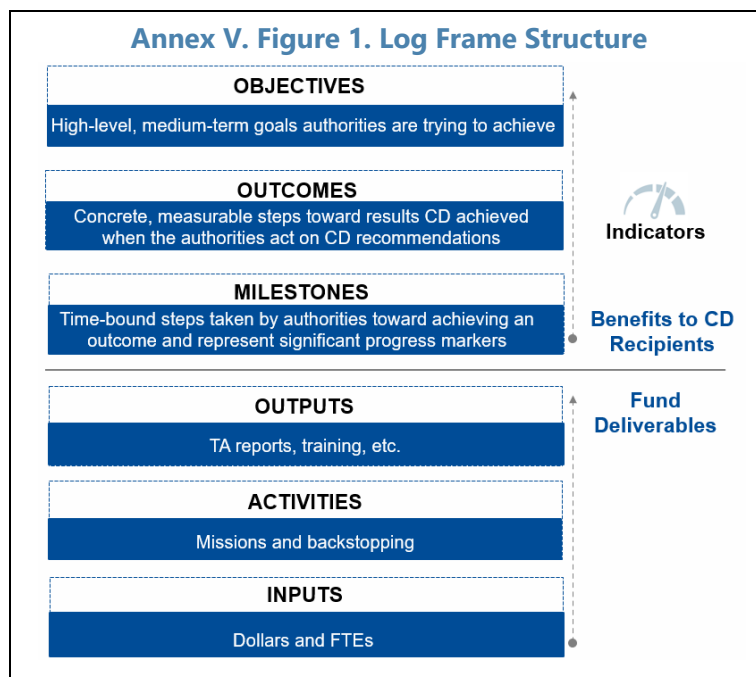 Annex V. Figure 1. Log Frame Structure
OBJECTIVES
High-level, medium-term goals authorities are trying to achieve
OUTCOMES
Concrete, measurable steps toward results CD achieved
when the authorities act on CD recommendations
Indicators
MILESTONES
Time-bound steps taken by authorities toward achieving an
outcome and represent significant progress markers
Benefits to CD
Recipients
OUTPUTS
TA reports, training, etc.
Fund
Deliverables
ACTIVITIES
Missions and backstopping
INPUTS
Dollars and FTEs